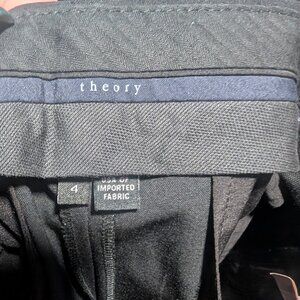 theory
4
USA OF
IMPORTED
FABRIC